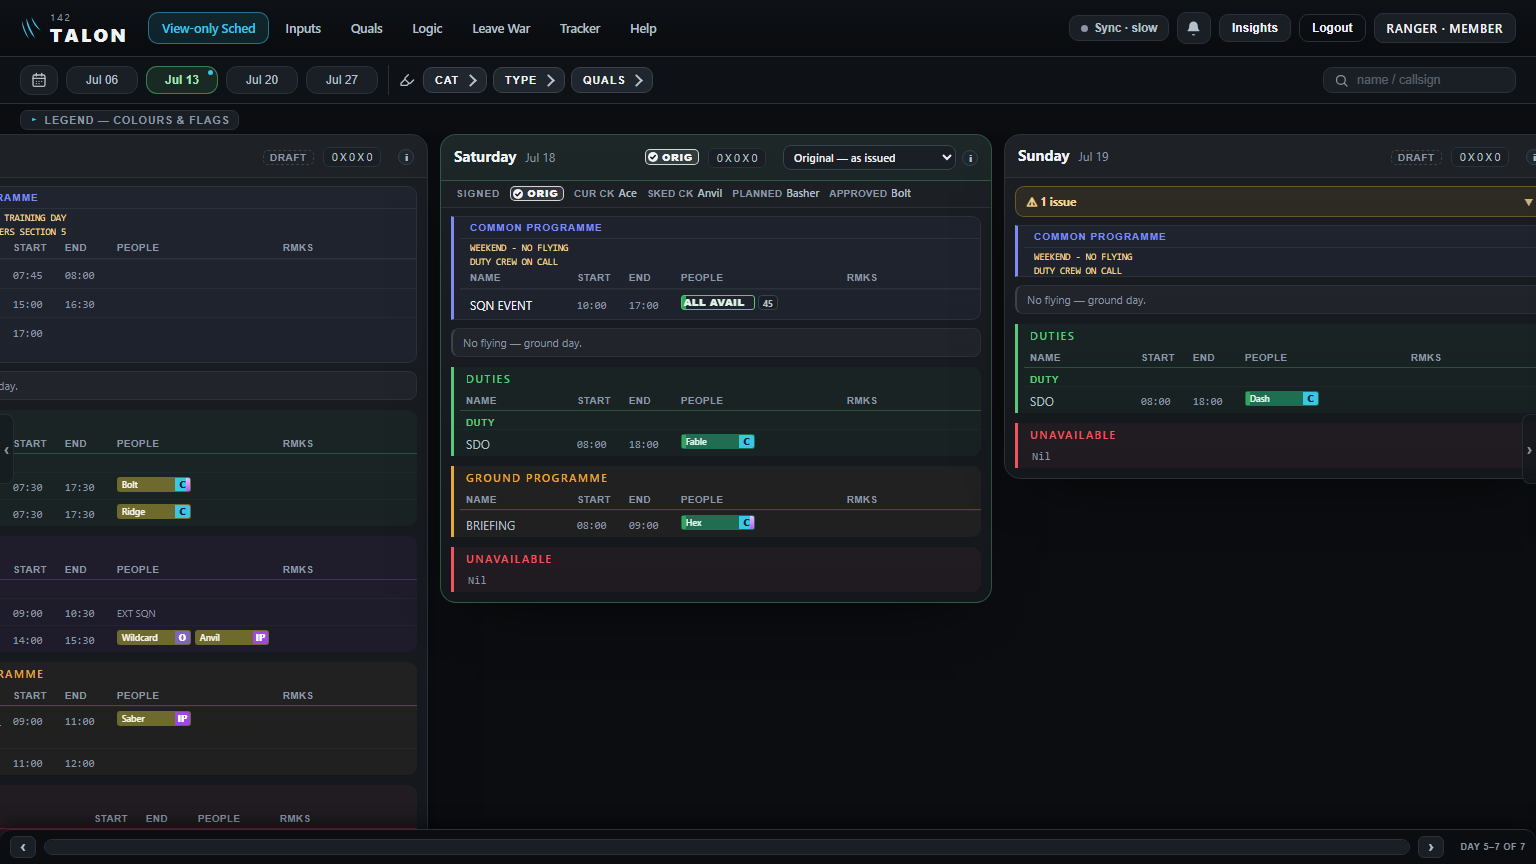 142
TALON
View-only Sched
Inputs
Quals
Logic
Leave War
Tracker
Help
Sync · slow
Insights
Logout
RANGER · MEMBER
Jul 06
Jul 13
Jul 20
Jul 27
CAT
TYPE
QUALS
name / callsign
LEGEND — COLOURS & FLAGS
DRAFT
0X0X0
i
RAMME
TRAINING DAY
ERS SECTION 5
START END PEOPLE RMKS
07:45 08:00
15:00 16:30
17:00
day.
START END PEOPLE RMKS
07:30 17:30 Bolt C
07:30 17:30 Ridge C
START END PEOPLE RMKS
09:00 10:30 EXT SQN
14:00 15:30 Wildcard O Anvil IP
RAMME
START END PEOPLE RMKS
09:00 11:00 Saber IP
11:00 12:00
START END PEOPLE RMKS
Saturday Jul 18
ORIG
0X0X0
Original — as issued
i
SIGNED ORIG CUR CK Ace SKED CK Anvil PLANNED Basher APPROVED Bolt
COMMON PROGRAMME
WEEKEND - NO FLYING
DUTY CREW ON CALL
NAME START END PEOPLE RMKS
SQN EVENT 10:00 17:00 ALL AVAIL 45
No flying — ground day.
DUTIES
NAME START END PEOPLE RMKS
DUTY
SDO 08:00 18:00 Fable C
GROUND PROGRAMME
NAME START END PEOPLE RMKS
BRIEFING 08:00 09:00 Hex C
UNAVAILABLE
Nil
Sunday Jul 19
DRAFT
0X0X0
1 issue
COMMON PROGRAMME
WEEKEND - NO FLYING
DUTY CREW ON CALL
No flying — ground day.
DUTIES
NAME START END PEOPLE RMKS
DUTY
SDO 08:00 18:00 Dash C
UNAVAILABLE
Nil
DAY 5–7 OF 7